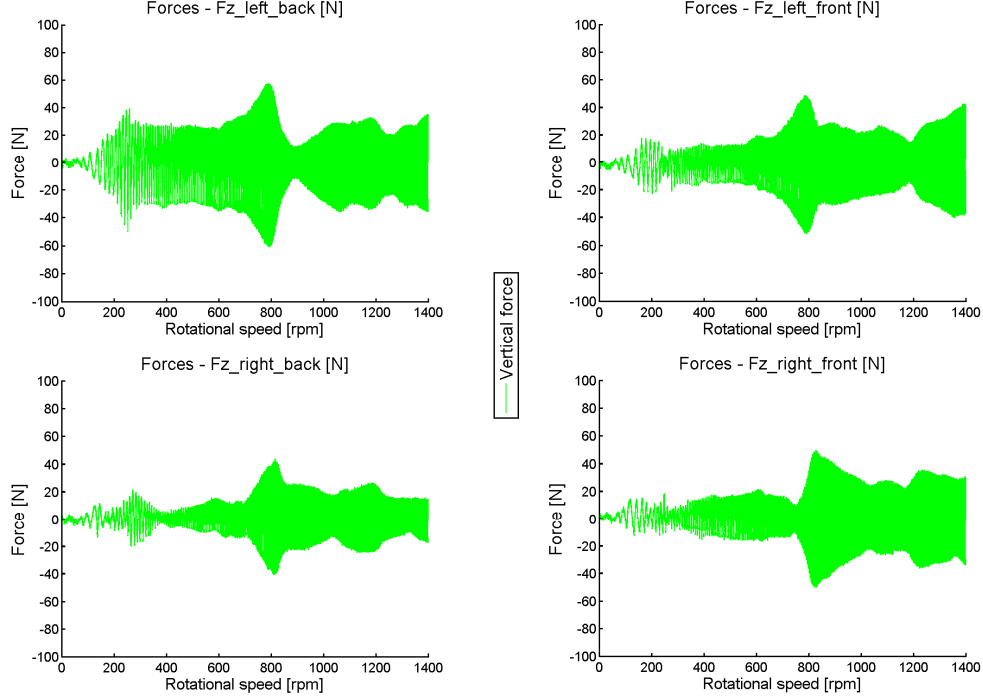 Forces - Fz_left_back [N]
100
80
60
40
20
0
-20
-40
-60
-80
-100
Force [N]
0 200 400 600 800 1000 1200 1400
Rotational speed [rpm]
Forces - Fz_left_front [N]
100
80
60
40
20
0
-20
-40
-60
-80
-100
Force [N]
0 200 400 600 800 1000 1200 1400
Rotational speed [rpm]
Vertical force
Forces - Fz_right_back [N]
100
80
60
40
20
0
-20
-40
-60
-80
-100
Force [N]
0 200 400 600 800 1000 1200 1400
Rotational speed [rpm]
Forces - Fz_right_front [N]
100
80
60
40
20
0
-20
-40
-60
-80
-100
Force [N]
0 200 400 600 800 1000 1200 1400
Rotational speed [rpm]